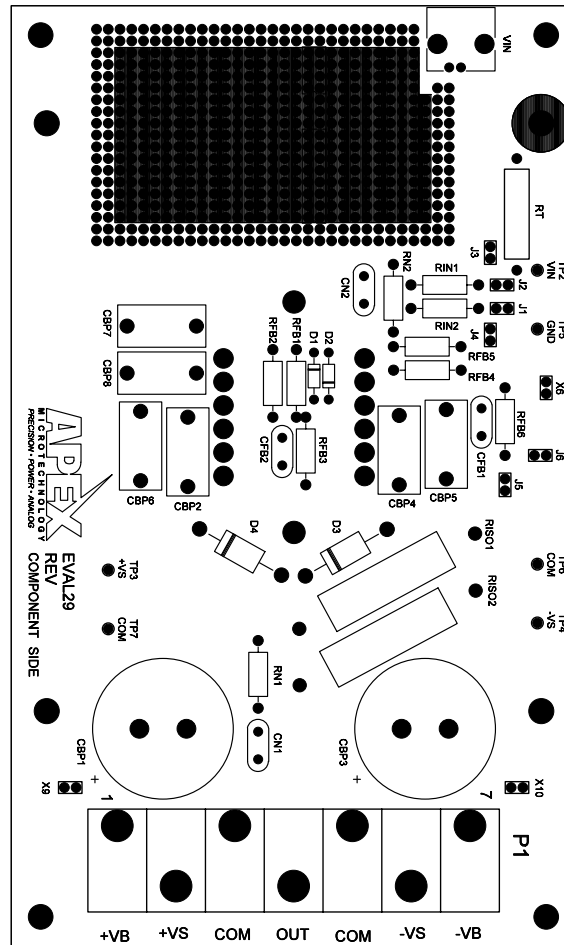 VIN
RT
J3
TP2
VIN
RN2
CN2
RIN1
J2
J1
RIN2
J4
TP5
GND
CBP7
RFB2
RFB1
D1
D2
RFB5
CBP8
RFB4
X6
RFB6
CBP6
CBP2
CFB2
RFB3
CBP4
CBP5
CFB1
J6
J5
APEX
MICROTECHNOLOGY
PRECISION • POWER • ANALOG
EVAL29
REV
COMPONENT SIDE
D4
D3
RISO1
TP3
+VS
TP6
COM
RISO2
TP7
COM
TP4
-VS
RN1
CBP1
CN1
CBP3
X9
+
1
+
7
X10
P1
+VB
+VS
COM
OUT
COM
-VS
-VB